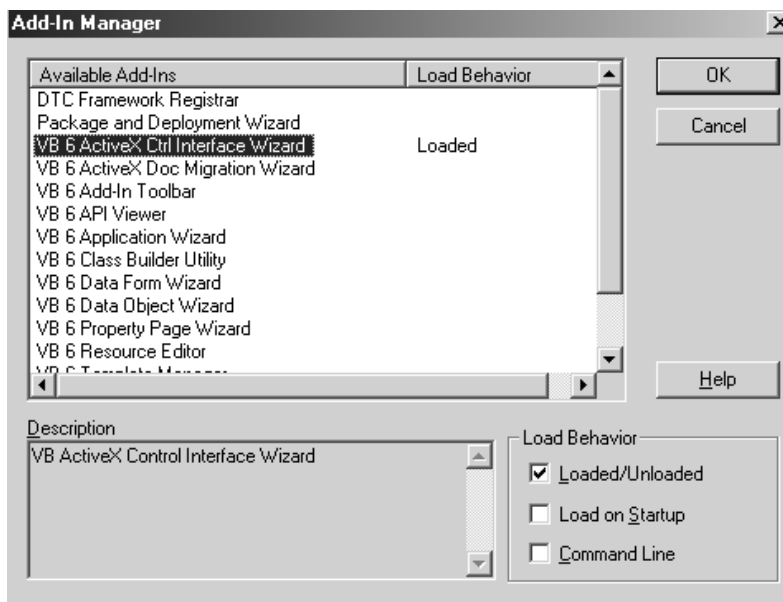 Add-In Manager
Available Add-Ins Load Behavior
DTC Framework Registrar
Package and Deployment Wizard
VB 6 ActiveX Ctrl Interface Wizard Loaded
VB 6 ActiveX Doc Migration Wizard
VB 6 Add-In Toolbar
VB 6 API Viewer
VB 6 Application Wizard
VB 6 Class Builder Utility
VB 6 Data Form Wizard
VB 6 Data Object Wizard
VB 6 Property Page Wizard
VB 6 Resource Editor
VB 6 Template Manager
OK
Cancel
Help
Description
VB ActiveX Control Interface Wizard
Load Behavior
Loaded/Unloaded
Load on Startup
Command Line